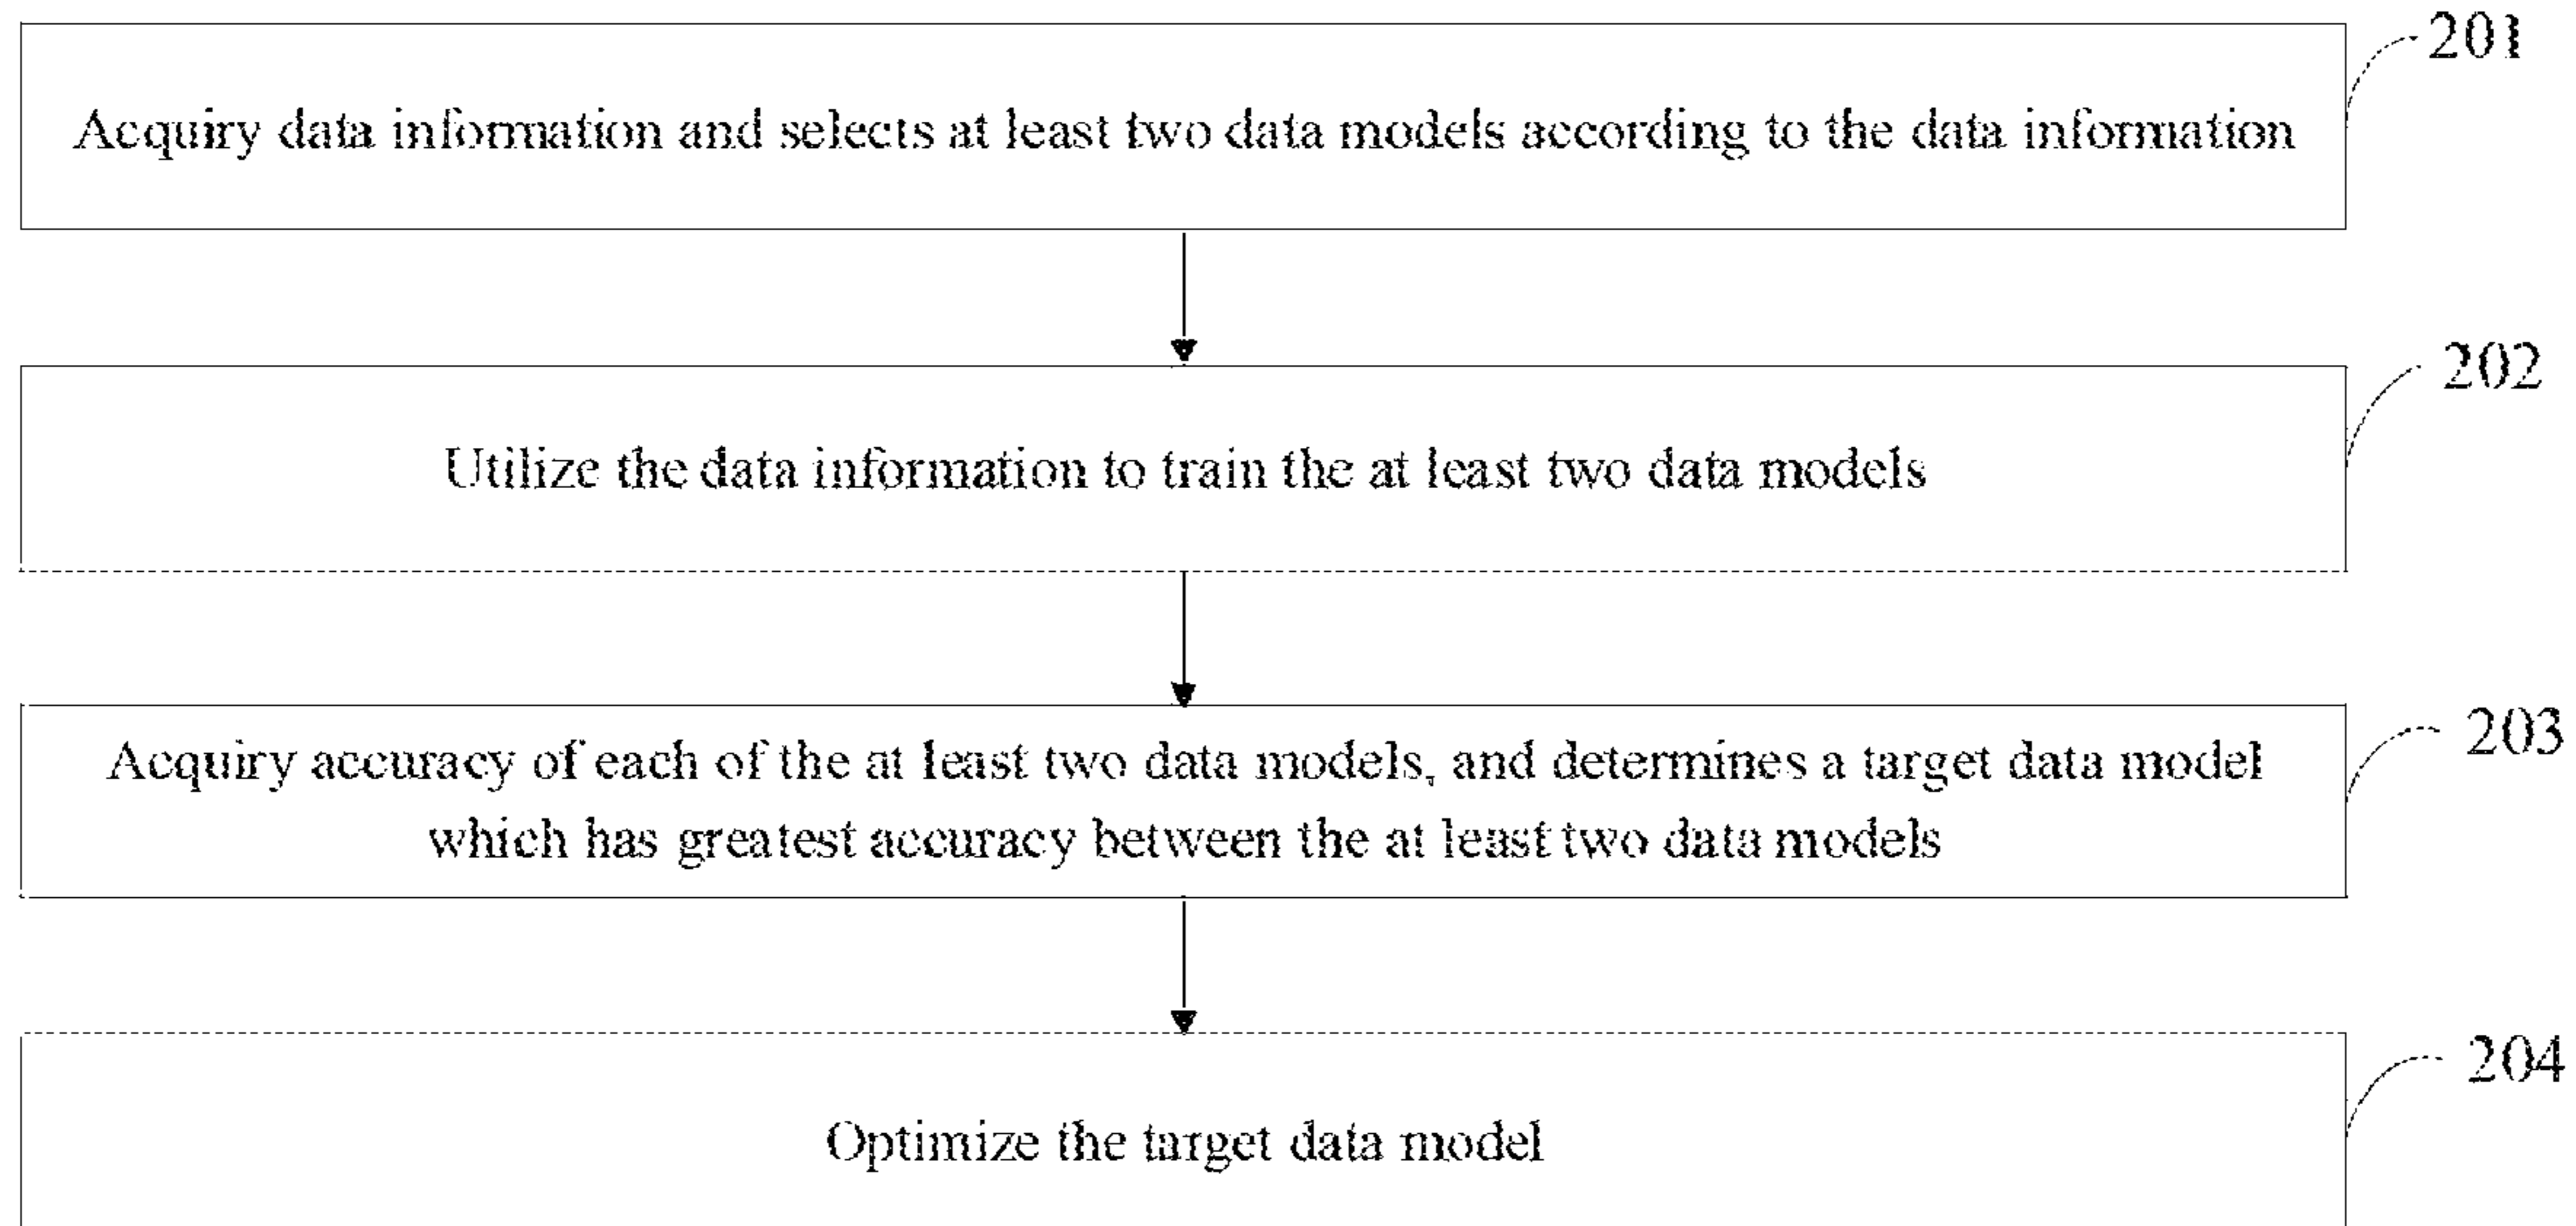 201
Acquiry data information and selects at least two data models according to the data information
202
Utilize the data information to train the at least two data models
203
Acquiry accuracy of each of the at least two data models, and determines a target data model
which has greatest accuracy between the at least two data models
204
Optimize the target data model